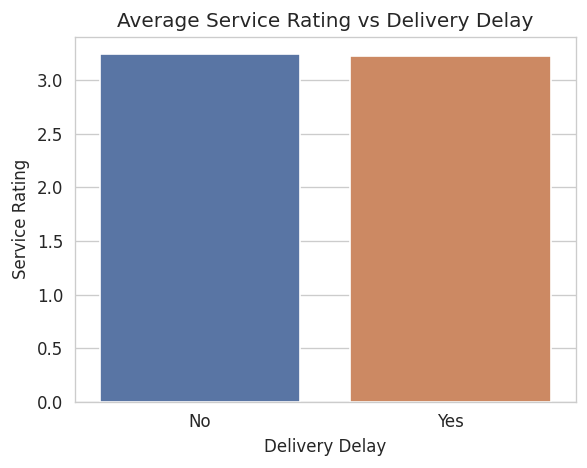 Average Service Rating vs Delivery Delay
Service Rating
3.0
2.5
2.0
1.5
1.0
0.5
0.0
No
Yes
Delivery Delay